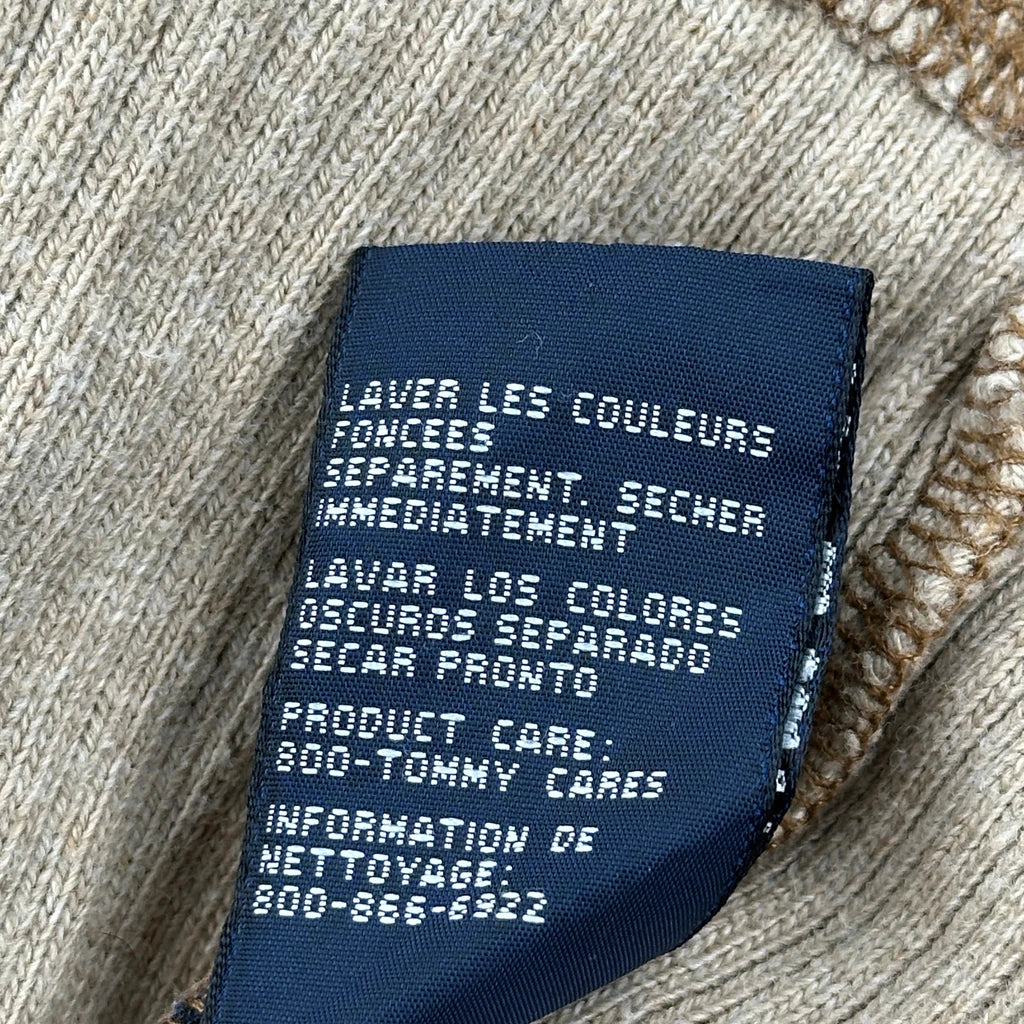 LAVER LES COULEURS
FONCEES
SEPAREMENT. SECHER
IMMEDIATEMENT
LAVAR LOS COLORES
OSCUROS SEPARADO
SECAR PRONTO
PRODUCT CARE:
800-TOMMY CARES
INFORMATION DE
NETTOYAGE:
800-866-6922